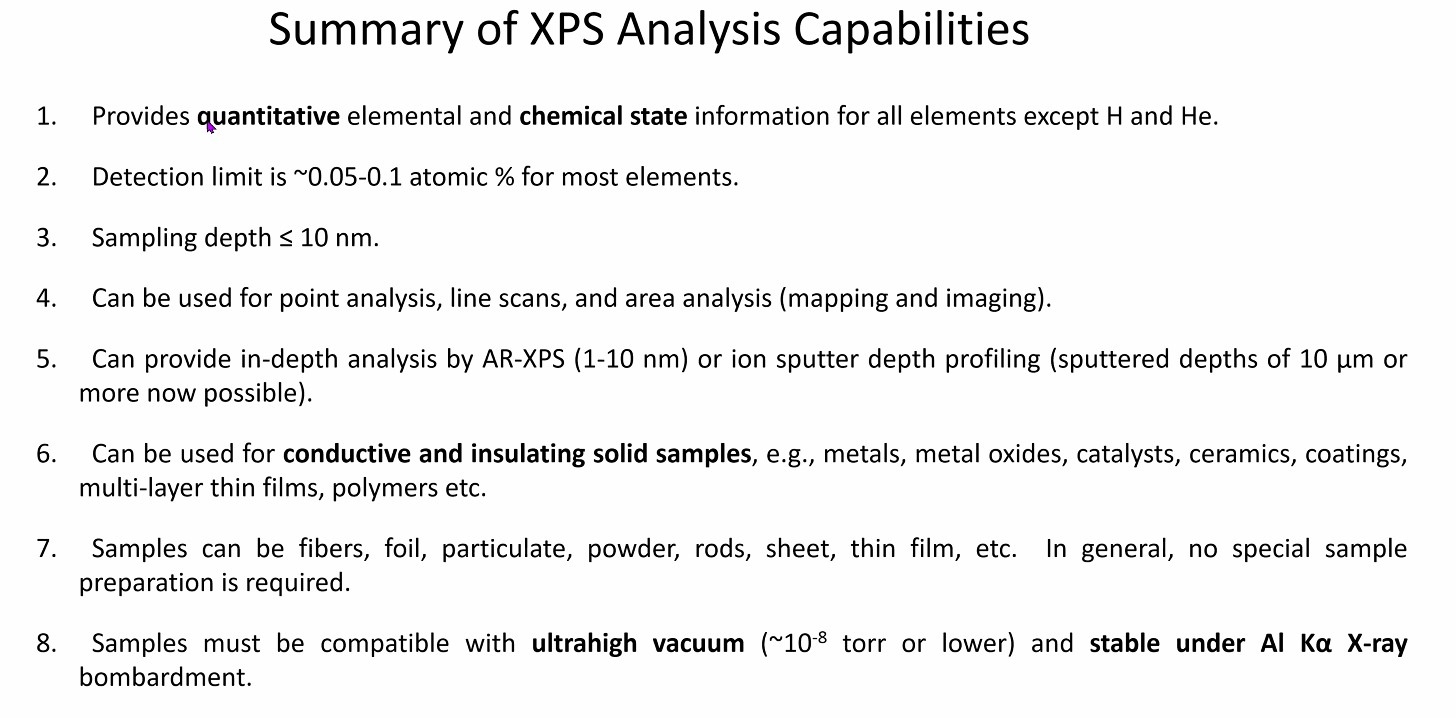 Summary of XPS Analysis Capabilities
1. Provides quantitative elemental and chemical state information for all elements except H and He.
2. Detection limit is ~0.05-0.1 atomic % for most elements.
3. Sampling depth ≤ 10 nm.
4. Can be used for point analysis, line scans, and area analysis (mapping and imaging).
5. Can provide in-depth analysis by AR-XPS (1-10 nm) or ion sputter depth profiling (sputtered depths of 10 μm or
more now possible).
6. Can be used for conductive and insulating solid samples, e.g., metals, metal oxides, catalysts, ceramics, coatings,
multi-layer thin films, polymers etc.
7. Samples can be fibers, foil, particulate, powder, rods, sheet, thin film, etc. In general, no special sample
preparation is required.
8. Samples must be compatible with ultrahigh vacuum (~10⁻⁸ torr or lower) and stable under Al Kα X-ray
bombardment.